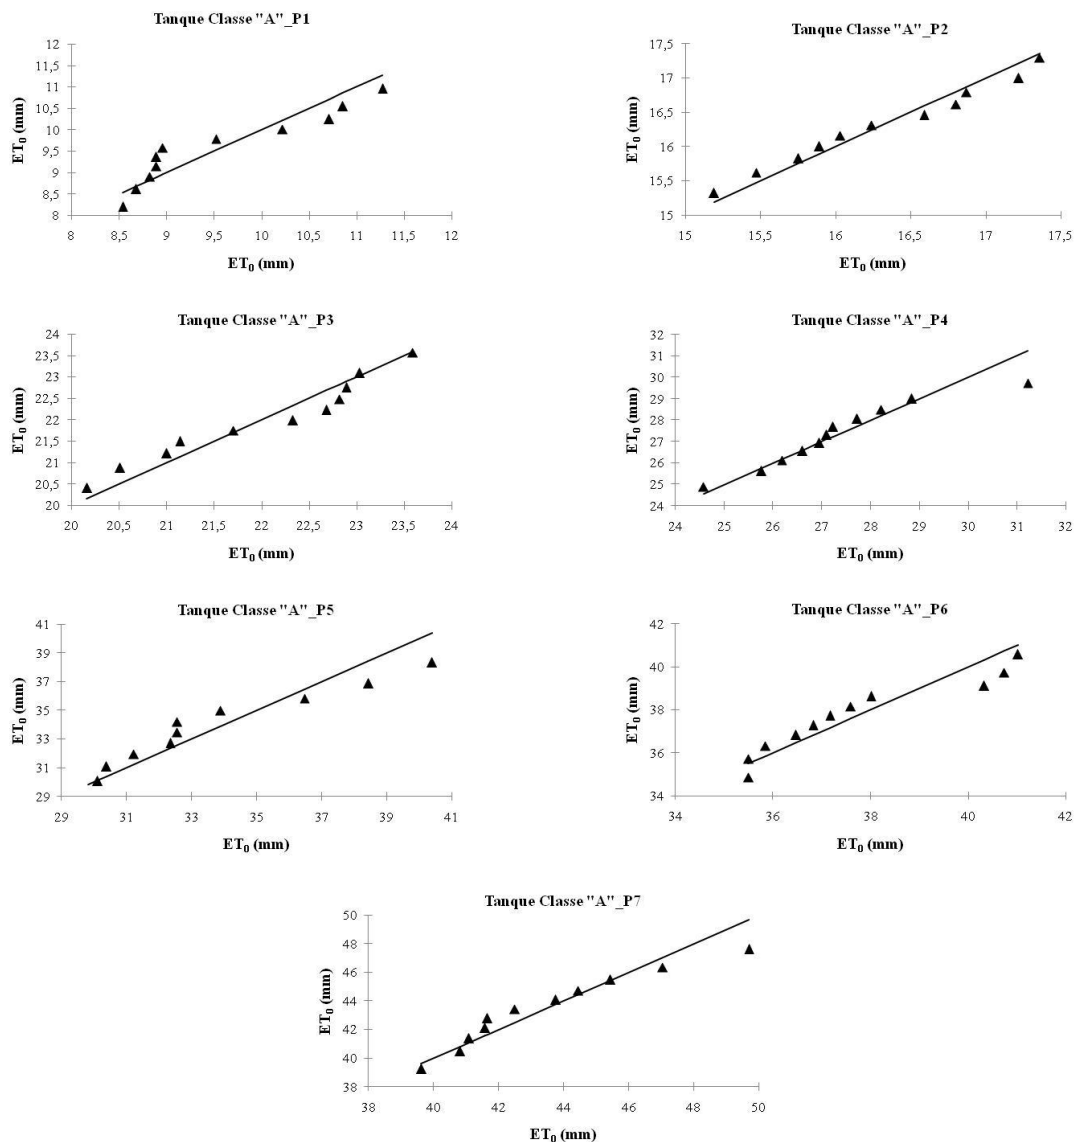 Tanque Classe "A"_P1
12
11,5
11
10,5
10
9,5
9
8,5
8
ET₀ (mm)
8 8,5 9 9,5 10 10,5 11 11,5 12
ET₀ (mm)
Tanque Classe "A"_P2
17,5
17
16,5
16
15,5
15
ET₀ (mm)
15 15,5 16 16,5 17 17,5
ET₀ (mm)
Tanque Classe "A"_P3
24
23,5
23
22,5
22
21,5
21
20,5
20
ET₀ (mm)
20 20,5 21 21,5 22 22,5 23 23,5 24
ET₀ (mm)
Tanque Classe "A"_P4
32
31
30
29
28
27
26
25
24
ET₀ (mm)
24 25 26 27 28 29 30 31 32
ET₀ (mm)
Tanque Classe "A"_P5
41
39
37
35
33
31
29
ET₀ (mm)
29 31 33 35 37 39 41
ET₀ (mm)
Tanque Classe "A"_P6
42
40
38
36
34
ET₀ (mm)
34 36 38 40 42
ET₀ (mm)
Tanque Classe "A"_P7
50
48
46
44
42
40
38
ET₀ (mm)
38 40 42 44 46 48 50
ET₀ (mm)